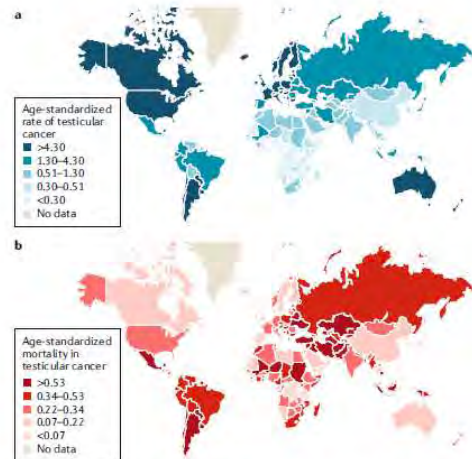 a
Age-standardized
rate of testicular
cancer
>4.30
1.30–4.30
0.51–1.30
0.30–0.51
<0.30
No data
b
Age-standardized
mortality in
testicular cancer
>0.53
0.34–0.53
0.22–0.34
0.07–0.22
<0.07
No data